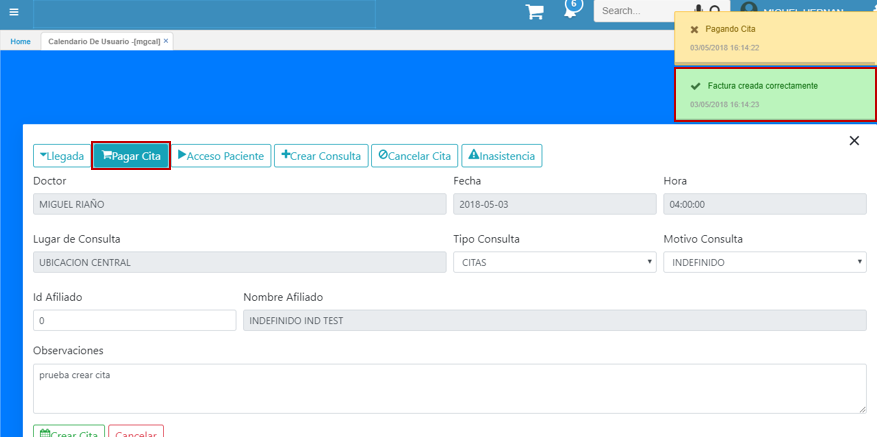 6
Search...
MIGUEL HERNAN
Home
Calendario De Usuario -[mgcal] ×
Pagando Cita
03/05/2018 16:14:22
Factura creada correctamente
03/05/2018 16:14:23
Llegada Pagar Cita Acceso Paciente Crear Consulta Cancelar Cita Inasistencia
Doctor Fecha Hora
MIGUEL RIAÑO 2018-05-03 04:00:00
Lugar de Consulta Tipo Consulta Motivo Consulta
UBICACION CENTRAL CITAS INDEFINIDO
Id Afiliado Nombre Afiliado
0 INDEFINIDO IND TEST
Observaciones
prueba crear cita
Crear Cita Cancelar